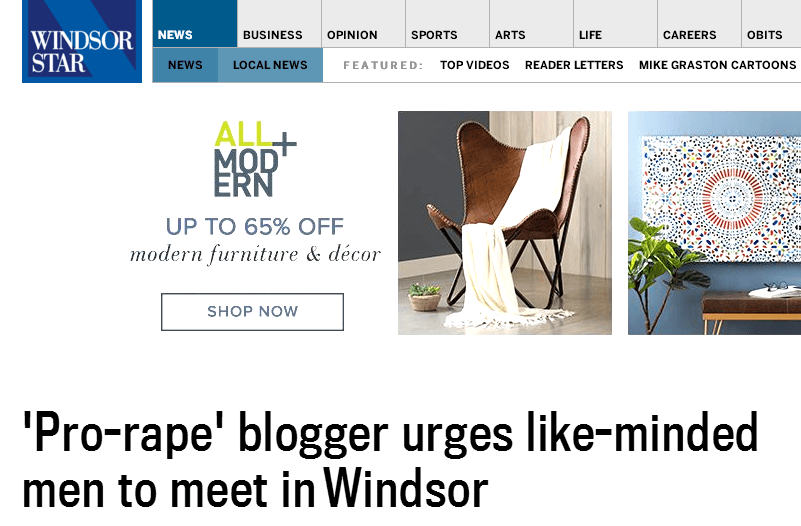 WINDSOR
STAR
NEWS
BUSINESS
OPINION
SPORTS
ARTS
LIFE
CAREERS
OBITS
NEWS
LOCAL NEWS
FEATURED:
TOP VIDEOS
READER LETTERS
MIKE GRASTON CARTOONS
ALL+
MOD
ERN
UP TO 65% OFF
modern furniture & décor
SHOP NOW
'Pro-rape' blogger urges like-minded
men to meet in Windsor